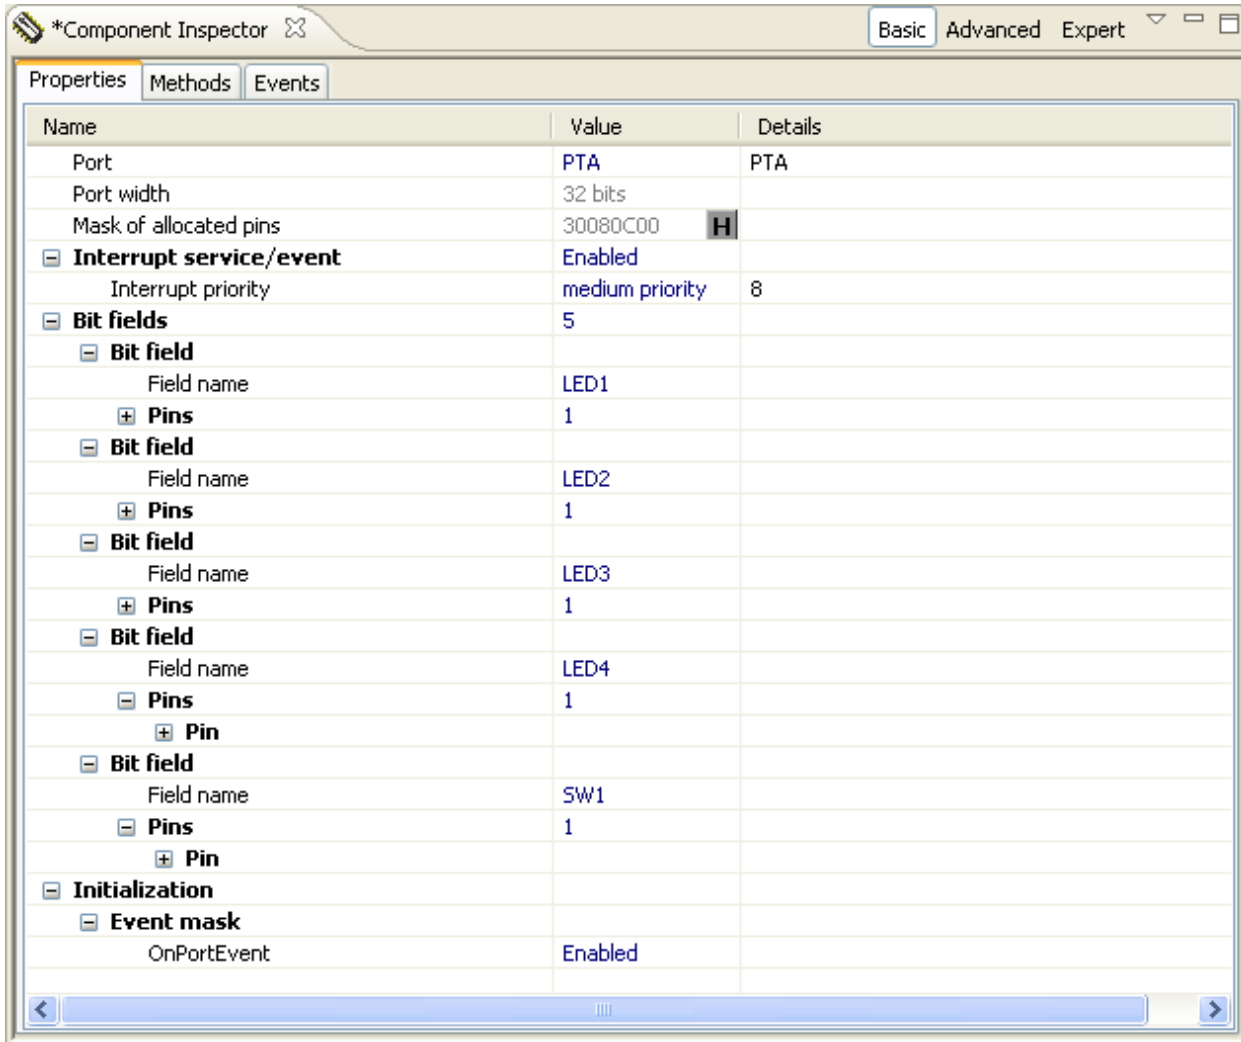 *Component Inspector Basic Advanced Expert
Properties Methods Events
Name Value Details
Port PTA PTA
Port width 32 bits
Mask of allocated pins 30080C00 H
Interrupt service/event Enabled
Interrupt priority medium priority 8
Bit fields 5
Bit field
Field name LED1
Pins 1
Bit field
Field name LED2
Pins 1
Bit field
Field name LED3
Pins 1
Bit field
Field name LED4
Pins 1
Pin
Bit field
Field name SW1
Pins 1
Pin
Initialization
Event mask
OnPortEvent Enabled